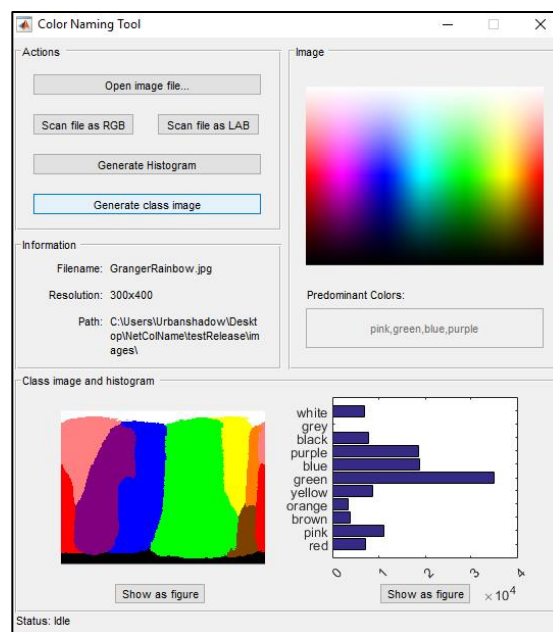 Color Naming Tool
Actions
Open image file...
Scan file as RGB
Scan file as LAB
Generate Histogram
Generate class image
Information
Filename: GrangerRainbow.jpg
Resolution: 300x400
Path: C:\Users\Urbanshadow\Deskt
op\NetColName\testRelease\im
ages\
Image
Predominant Colors:
pink,green,blue,purple
Class image and histogram
Show as figure
white
grey
black
purple
blue
green
yellow
orange
brown
pink
red
0 1 2 3 4
× 10⁴
Show as figure
Status: Idle